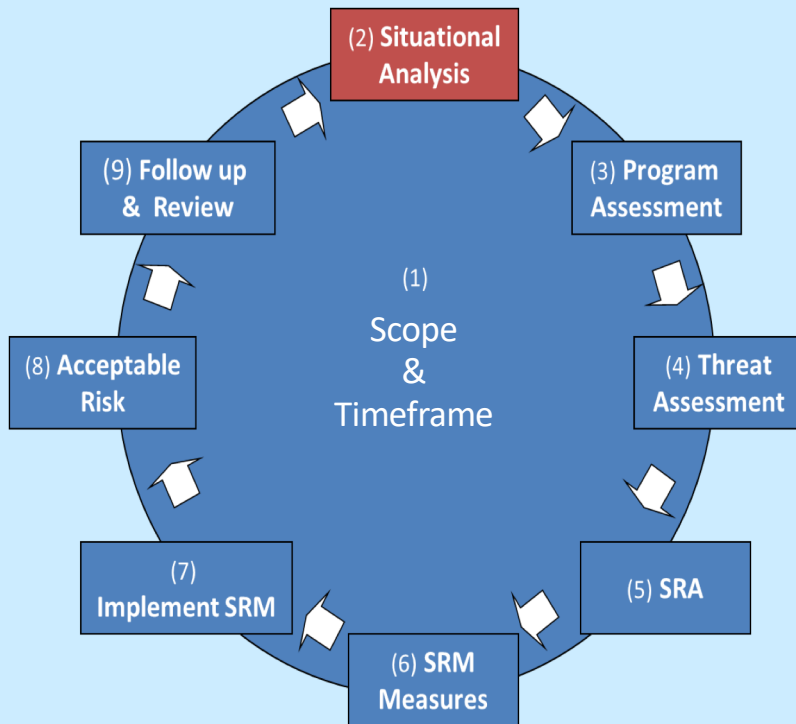 (2) Situational
Analysis
(3) Program
Assessment
(4) Threat
Assessment
(5) SRA
(6) SRM
Measures
(7)
Implement SRM
(8) Acceptable
Risk
(9) Follow up
& Review
(1)
Scope
&
Timeframe